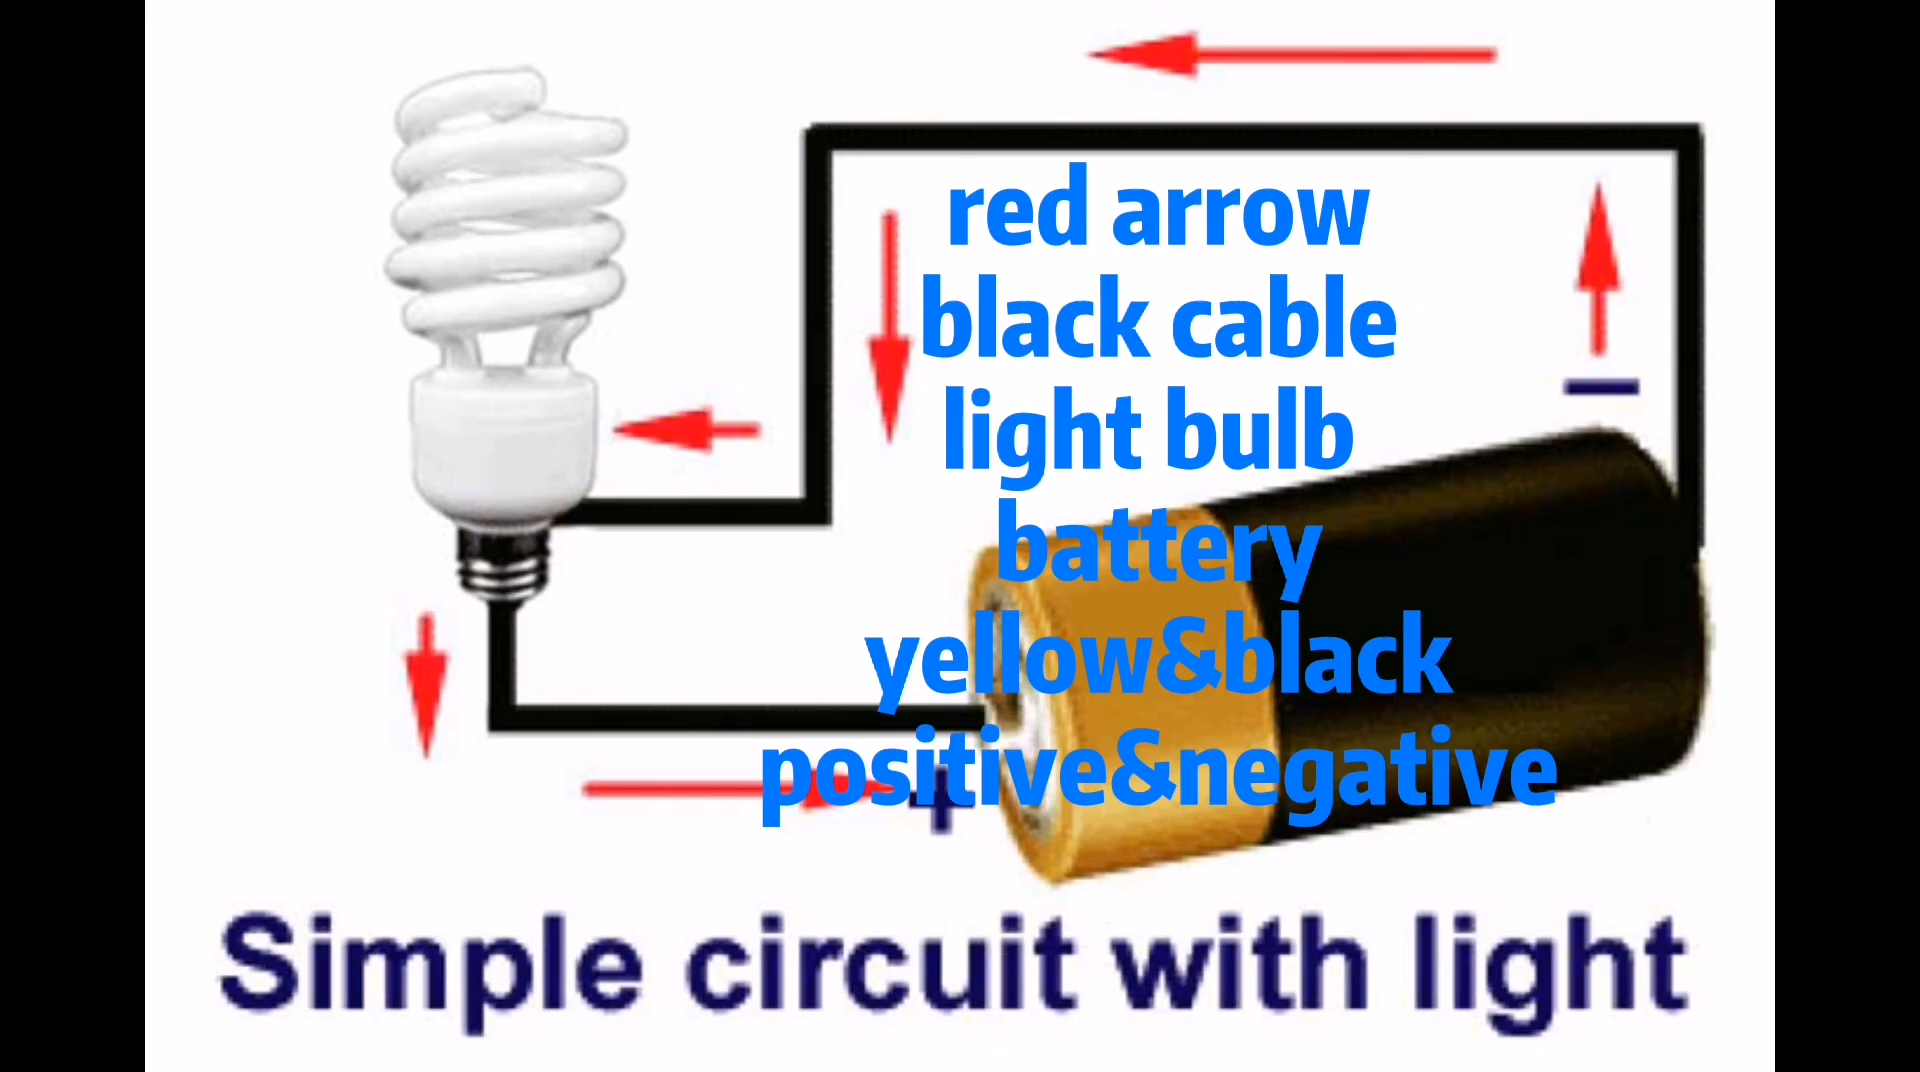 red arrow
black cable
light bulb
−
battery
yellow&black
positive&negative
+
Simple circuit with light